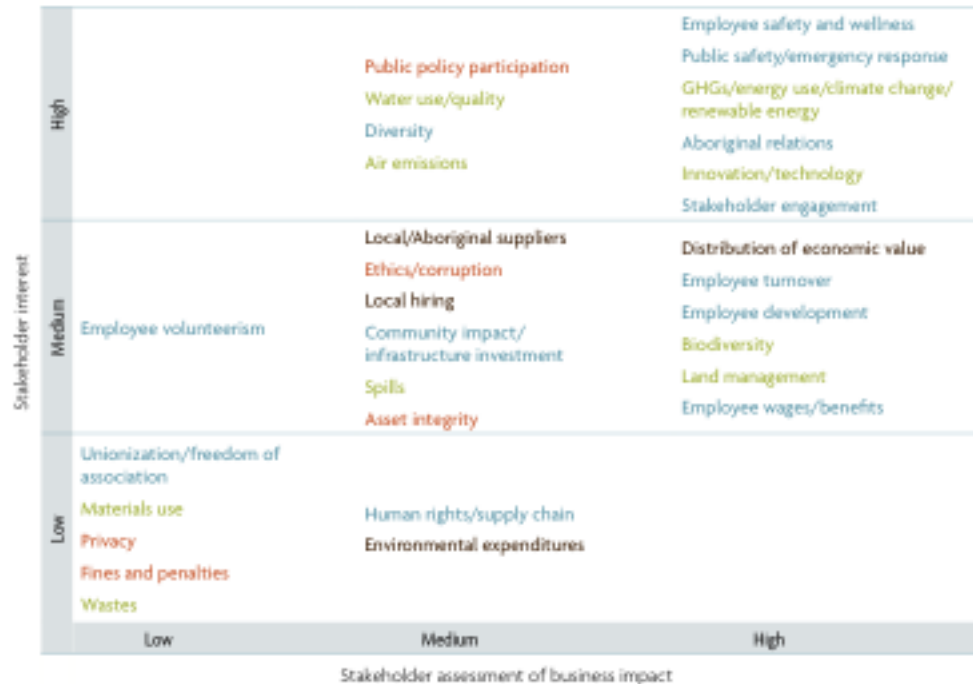 Stakeholder interest
High
Public policy participation
Water use/quality
Diversity
Air emissions
Employee safety and wellness
Public safety/emergency response
GHGs/energy use/climate change/
renewable energy
Aboriginal relations
Innovation/technology
Stakeholder engagement
Medium
Employee volunteerism
Local/Aboriginal suppliers
Ethics/corruption
Local hiring
Community impact/
infrastructure investment
Spills
Asset integrity
Distribution of economic value
Employee turnover
Employee development
Biodiversity
Land management
Employee wages/benefits
Low
Unionization/freedom of
association
Materials use
Privacy
Fines and penalties
Wastes
Human rights/supply chain
Environmental expenditures
Low
Medium
High
Stakeholder assessment of business impact